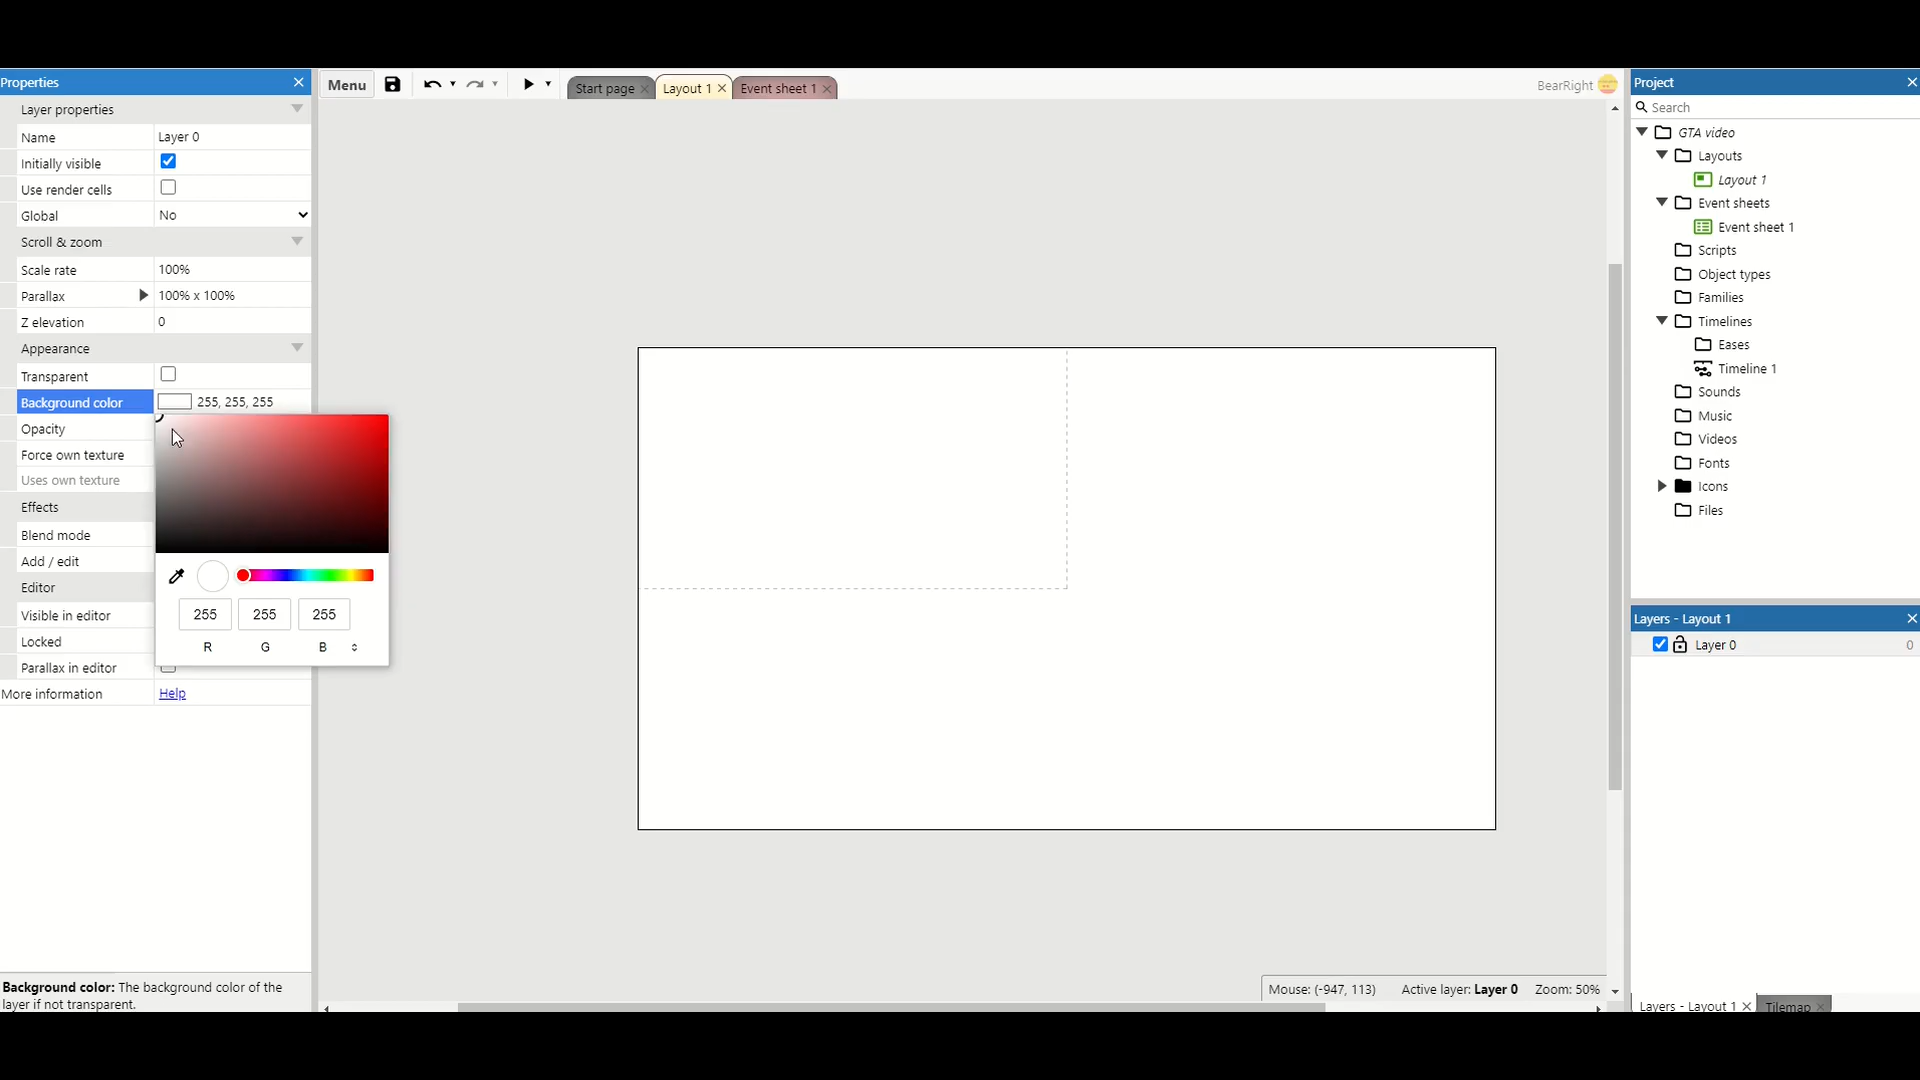 Properties
Layer properties
Name Layer 0
Initially visible
Use render cells
Global No
Scroll & zoom
Scale rate 100%
Parallax 100% x 100%
Z elevation 0
Appearance
Transparent
Background color 255, 255, 255
Opacity
Force own texture
Uses own texture
Effects
Blend mode
Add / edit
Editor
Visible in editor
Locked
Parallax in editor
More information Help
255 255 255
R G B
Background color: The background color of the
layer if not transparent.
Menu
Start page Layout 1 Event sheet 1
BearRight
Mouse: (-947, 113) Active layer: Layer 0 Zoom: 50%
Project
Search
GTA video
Layouts
Layout 1
Event sheets
Event sheet 1
Scripts
Object types
Families
Timelines
Eases
Timeline 1
Sounds
Music
Videos
Fonts
Icons
Files
Layers - Layout 1
Layer 0 0
Layers - Layout 1 Tilemap